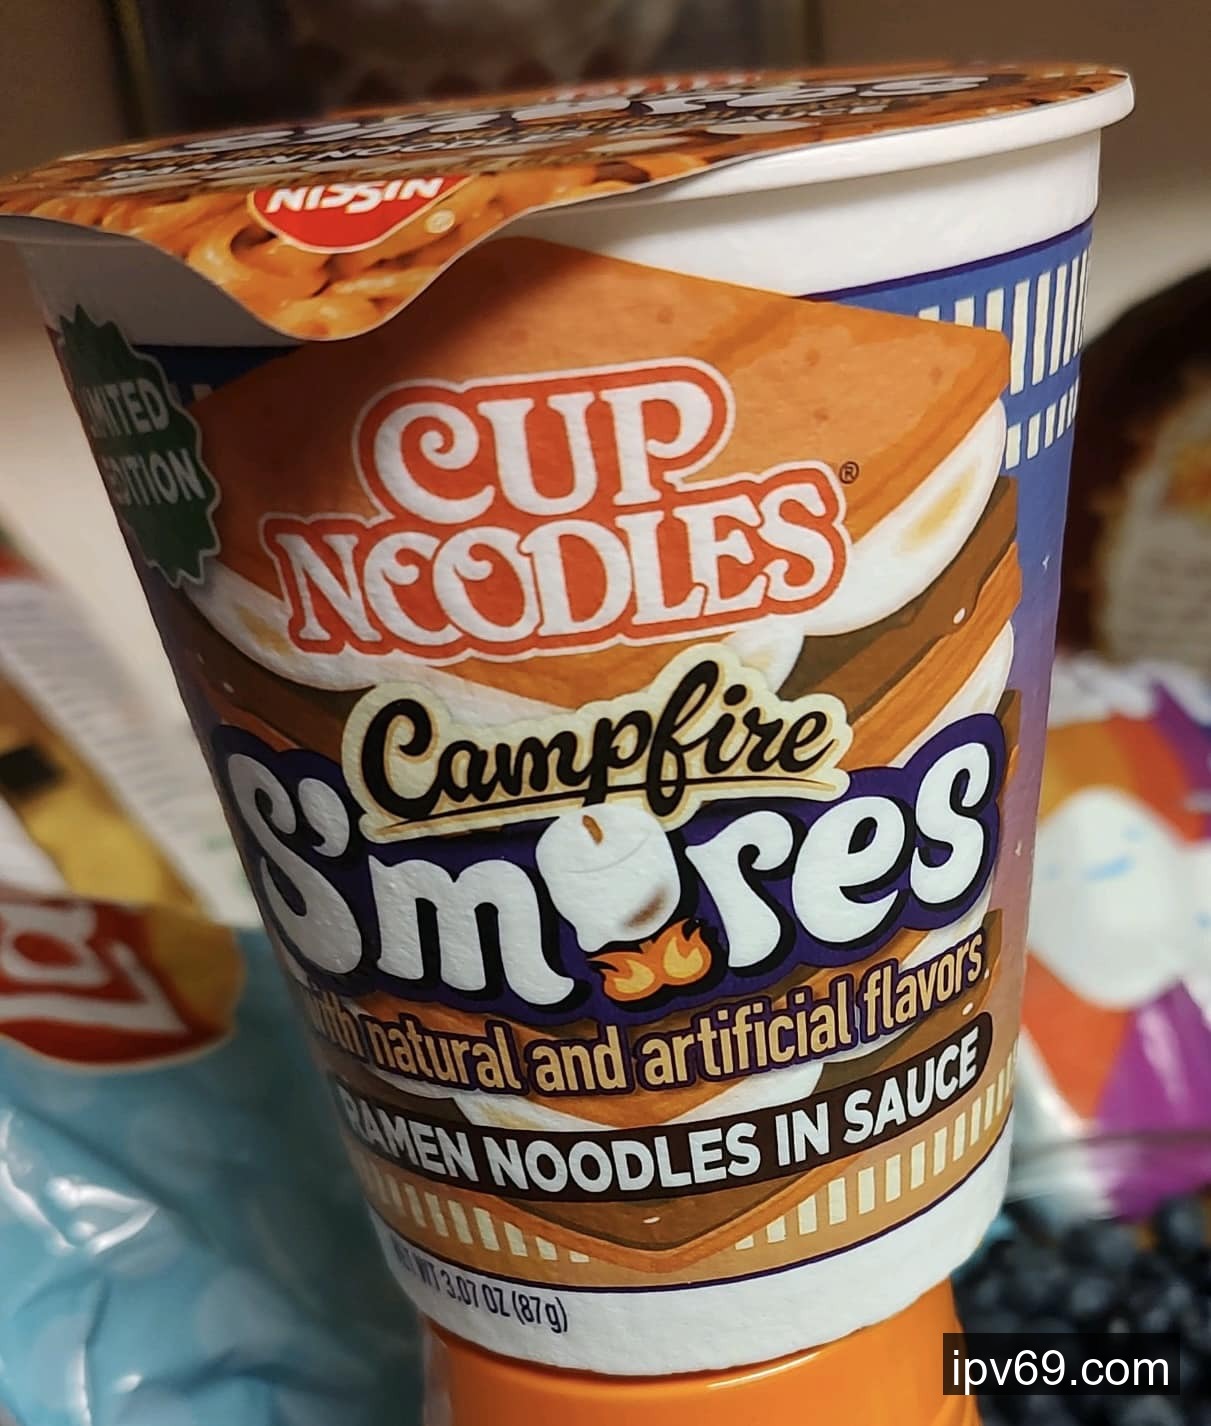 NISSIN
CUP
NOODLES®
Campfire
S'mores
with natural and artificial flavors.
RAMEN NOODLES IN SAUCE
NET WT 3.07 OZ (87g)
LIMITED
EDITION
ipv69.com